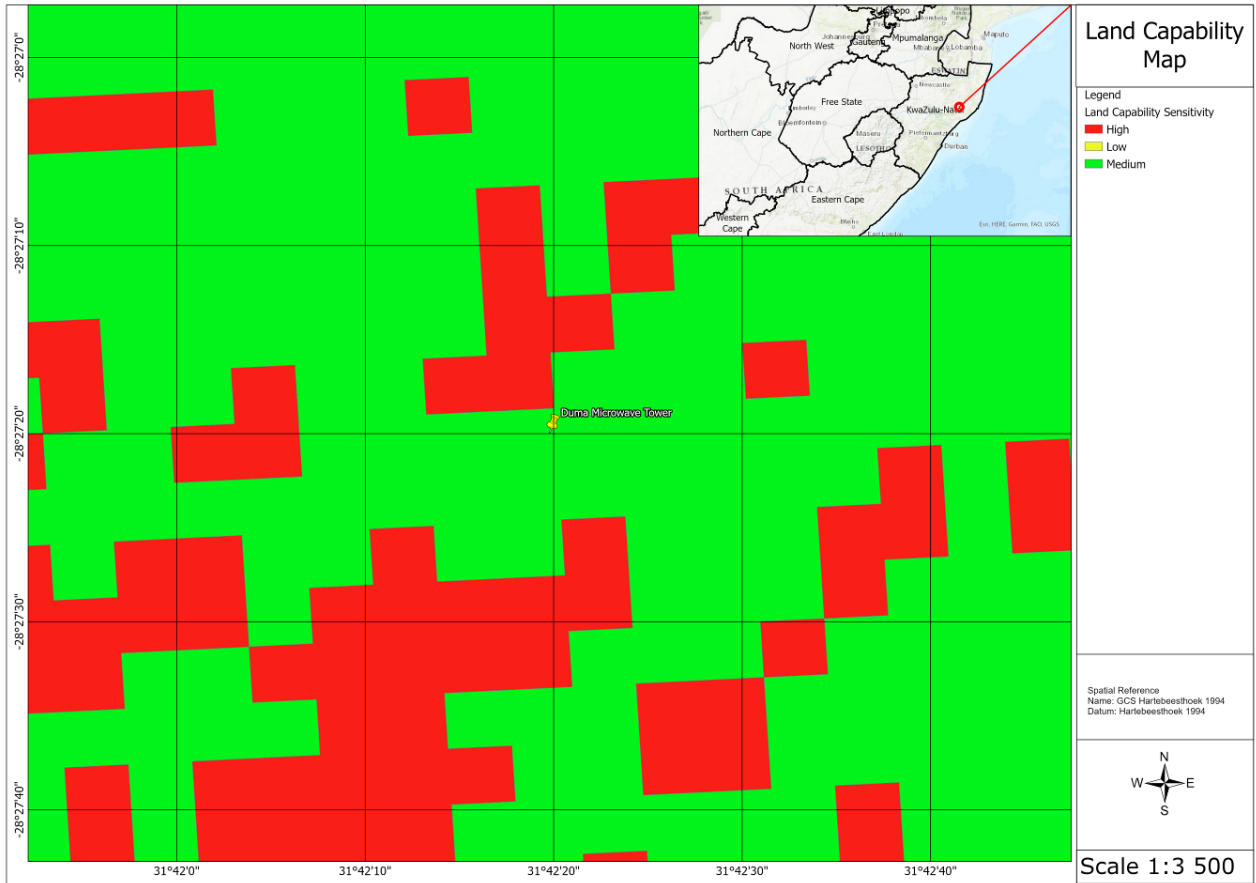 Land Capability
Map
Legend
Land Capability Sensitivity
High
Low
Medium
Spatial Reference
Name: GCS Hartebeesthoek 1994
Datum: Hartebeesthoek 1994
N
W
E
S
Scale 1:3 500
-28°27'0"
-28°27'10"
-28°27'20"
-28°27'30"
-28°27'40"
31°42'0"
31°42'10"
31°42'20"
31°42'30"
31°42'40"
Duma Microwave Tower
North West
Mpumalanga
Maputo
Lobamba
Newcastle
Free State
KwaZulu-Natal
Bloemfontein
Northern Cape
Maseru
Pietermaritzburg
LESOTHO
Durban
SOUTH AFRICA
Eastern Cape
Western
Cape
East London
Esri, HERE, Garmin, FAO, USGS